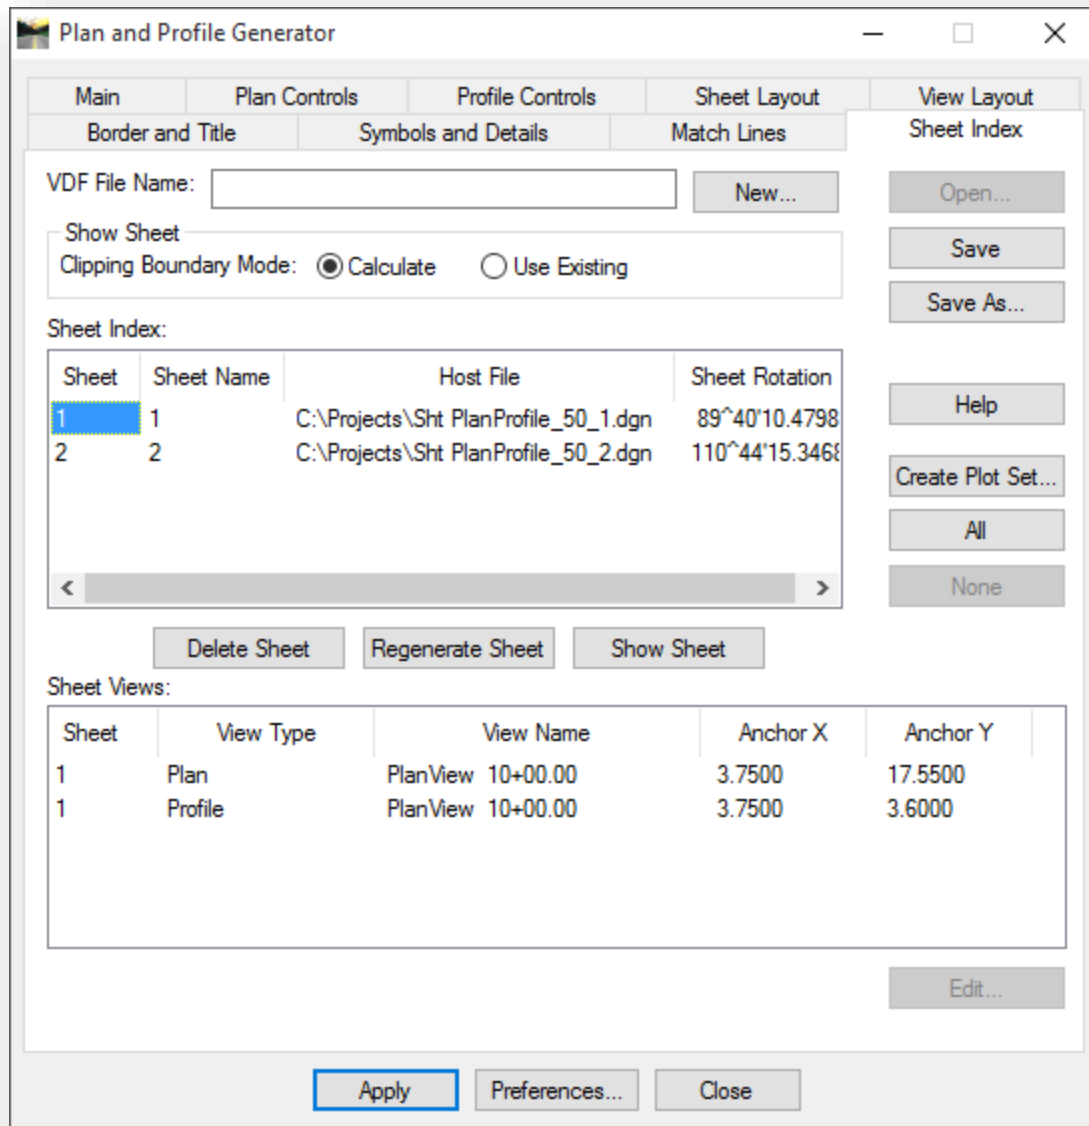 Plan and Profile Generator
Main Plan Controls Profile Controls Sheet Layout View Layout
Border and Title Symbols and Details Match Lines Sheet Index
VDF File Name: New... Open...
Show Sheet
Clipping Boundary Mode: Calculate Use Existing
Save
Save As...
Sheet Index:
Sheet Sheet Name Host File Sheet Rotation
1 1 C:\Projects\Sht PlanProfile_50_1.dgn 89^40'10.4798
2 2 C:\Projects\Sht PlanProfile_50_2.dgn 110^44'15.3468
Help
Create Plot Set...
All
None
Delete Sheet Regenerate Sheet Show Sheet
Sheet Views:
Sheet View Type View Name Anchor X Anchor Y
1 Plan PlanView 10+00.00 3.7500 17.5500
1 Profile PlanView 10+00.00 3.7500 3.6000
Edit...
Apply Preferences... Close